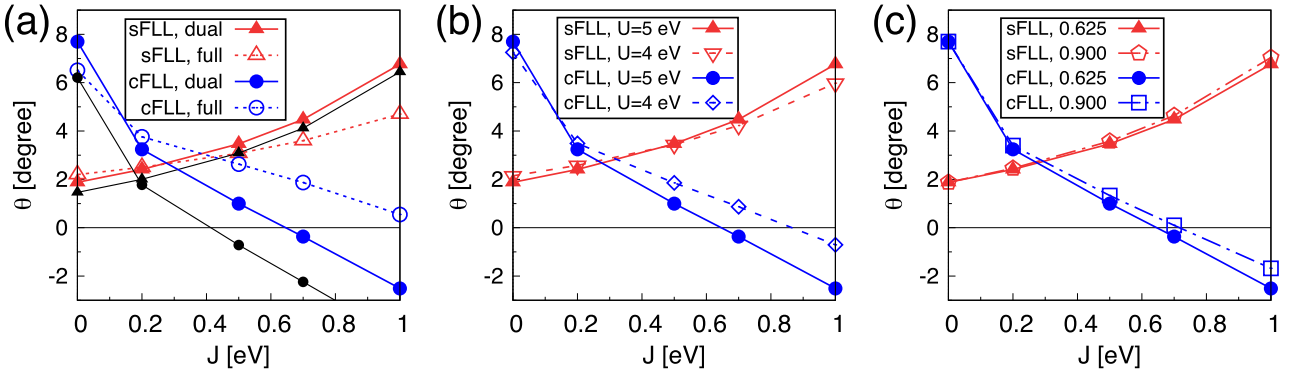 (a)
sFLL, dual
sFLL, full
cFLL, dual
cFLL, full
8
6
4
2
0
-2
θ [degree]
0 0.2 0.4 0.6 0.8 1
J [eV]
(b)
sFLL, U=5 eV
sFLL, U=4 eV
cFLL, U=5 eV
cFLL, U=4 eV
8
6
4
2
0
-2
θ [degree]
0 0.2 0.4 0.6 0.8 1
J [eV]
(c)
sFLL, 0.625
sFLL, 0.900
cFLL, 0.625
cFLL, 0.900
8
6
4
2
0
-2
θ [degree]
0 0.2 0.4 0.6 0.8 1
J [eV]